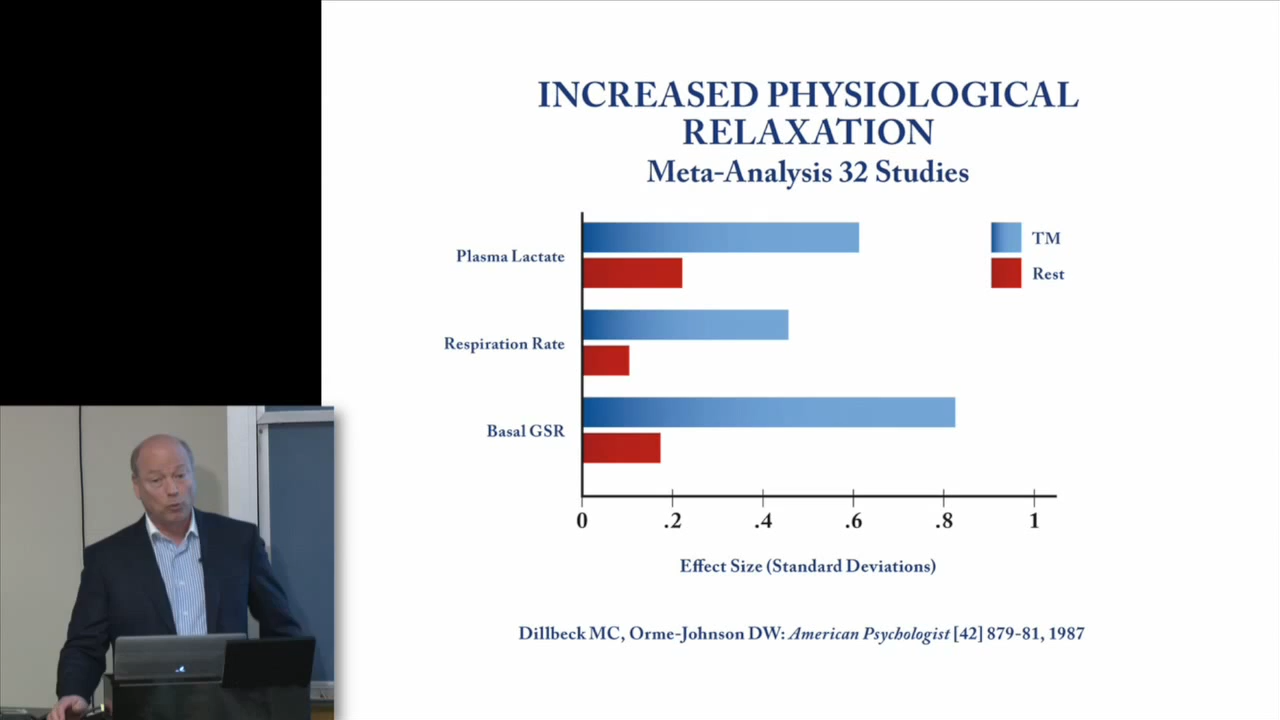 INCREASED PHYSIOLOGICAL
RELAXATION
Meta-Analysis 32 Studies
Plasma Lactate
Respiration Rate
Basal GSR
TM
Rest
0 .2 .4 .6 .8 1
Effect Size (Standard Deviations)
Dillbeck MC, Orme-Johnson DW: American Psychologist [42] 879-81, 1987